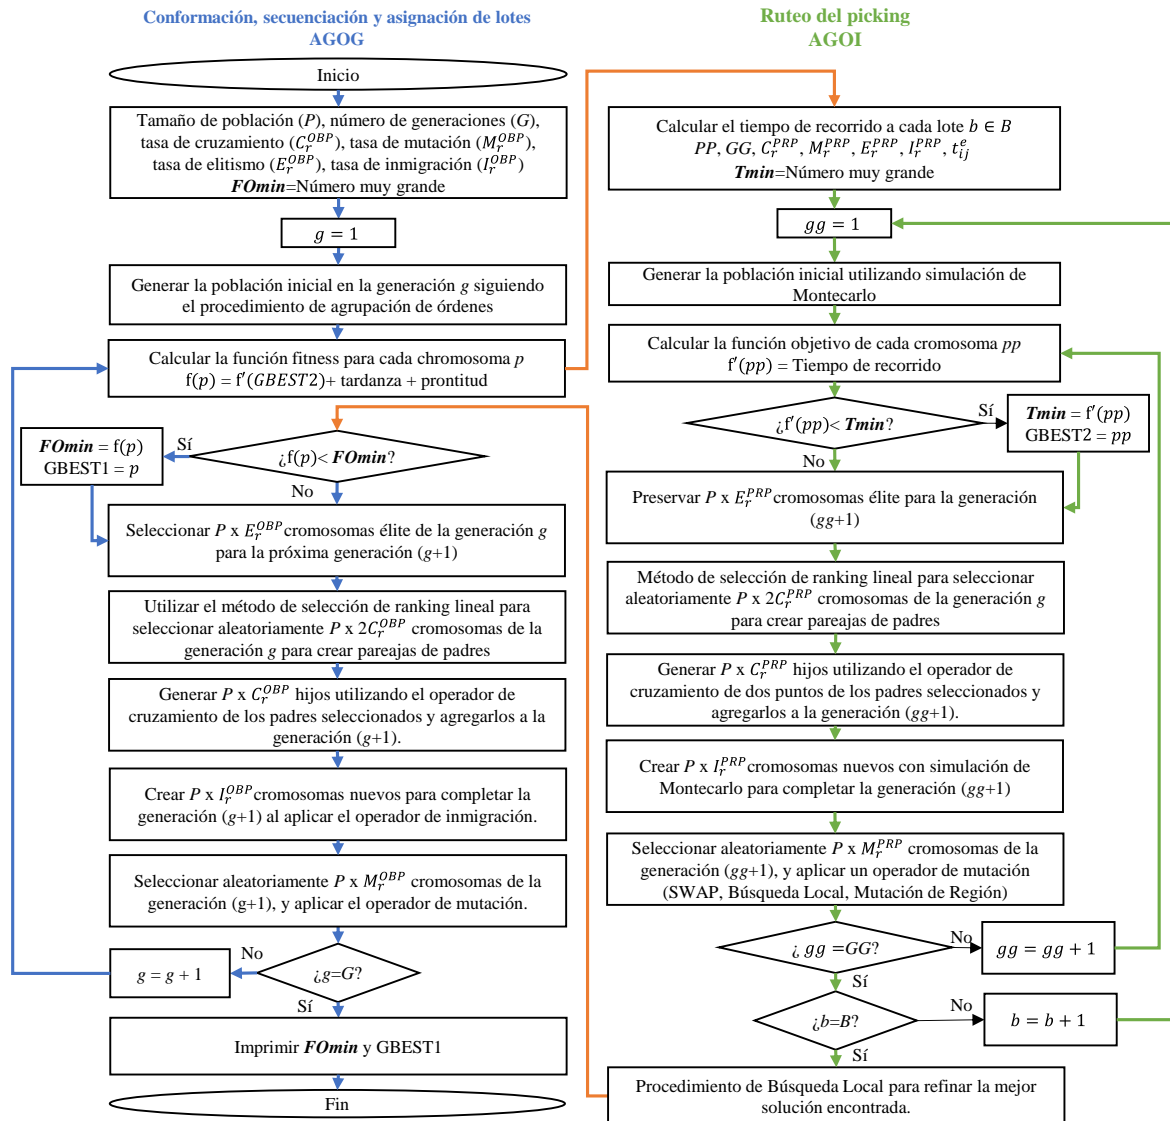 Conformación, secuenciación y asignación de lotes
AGOG
Inicio
Tamaño de población (P), número de generaciones (G),
tasa de cruzamiento (C_r^{OBP}), tasa de mutación (M_r^{OBP}),
tasa de elitismo (E_r^{OBP}), tasa de inmigración (I_r^{OBP})
FOmin=Número muy grande
g = 1
Generar la población inicial en la generación g siguiendo
el procedimiento de agrupación de órdenes
Calcular la función fitness para cada chromosoma p
f(p) = f′(GBEST2)+ tardanza + prontitud
¿f(p)< FOmin?
Sí
FOmin = f(p)
GBEST1 = p
No
Seleccionar P x E_r^{OBP} cromosomas élite de la generación g
para la próxima generación (g+1)
Utilizar el método de selección de ranking lineal para
seleccionar aleatoriamente P x 2C_r^{OBP} cromosomas de la
generación g para crear pareajas de padres
Generar P x C_r^{OBP} hijos utilizando el operador de
cruzamiento de los padres seleccionados y agregarlos a la
generación (g+1).
Crear P x I_r^{OBP} cromosomas nuevos para completar la
generación (g+1) al aplicar el operador de inmigración.
Seleccionar aleatoriamente P x M_r^{OBP} cromosomas de la
generación (g+1), y aplicar el operador de mutación.
¿g=G?
No
g = g + 1
Sí
Imprimir FOmin y GBEST1
Fin
Ruteo del picking
AGOI
Calcular el tiempo de recorrido a cada lote b ∈ B
PP, GG, C_r^{PRP}, M_r^{PRP}, E_r^{PRP}, I_r^{PRP}, t_{ij}^e
Tmin=Número muy grande
gg = 1
Generar la población inicial utilizando simulación de
Montecarlo
Calcular la función objetivo de cada cromosoma pp
f′(pp) = Tiempo de recorrido
¿f′(pp)< Tmin?
Sí
Tmin = f′(pp)
GBEST2 = pp
No
Preservar P x E_r^{PRP} cromosomas élite para la generación
(gg+1)
Método de selección de ranking lineal para seleccionar
aleatoriamente P x 2C_r^{PRP} cromosomas de la generación g
para crear pareajas de padres
Generar P x C_r^{PRP} hijos utilizando el operador de
cruzamiento de dos puntos de los padres seleccionados y
agregarlos a la generación (gg+1).
Crear P x I_r^{PRP} cromosomas nuevos con simulación de
Montecarlo para completar la generación (gg+1)
Seleccionar aleatoriamente P x M_r^{PRP} cromosomas de la
generación (gg+1), y aplicar un operador de mutación
(SWAP, Búsqueda Local, Mutación de Región)
¿ gg =GG?
No
gg = gg + 1
Sí
¿b=B?
No
b = b + 1
Sí
Procedimiento de Búsqueda Local para refinar la mejor
solución encontrada.